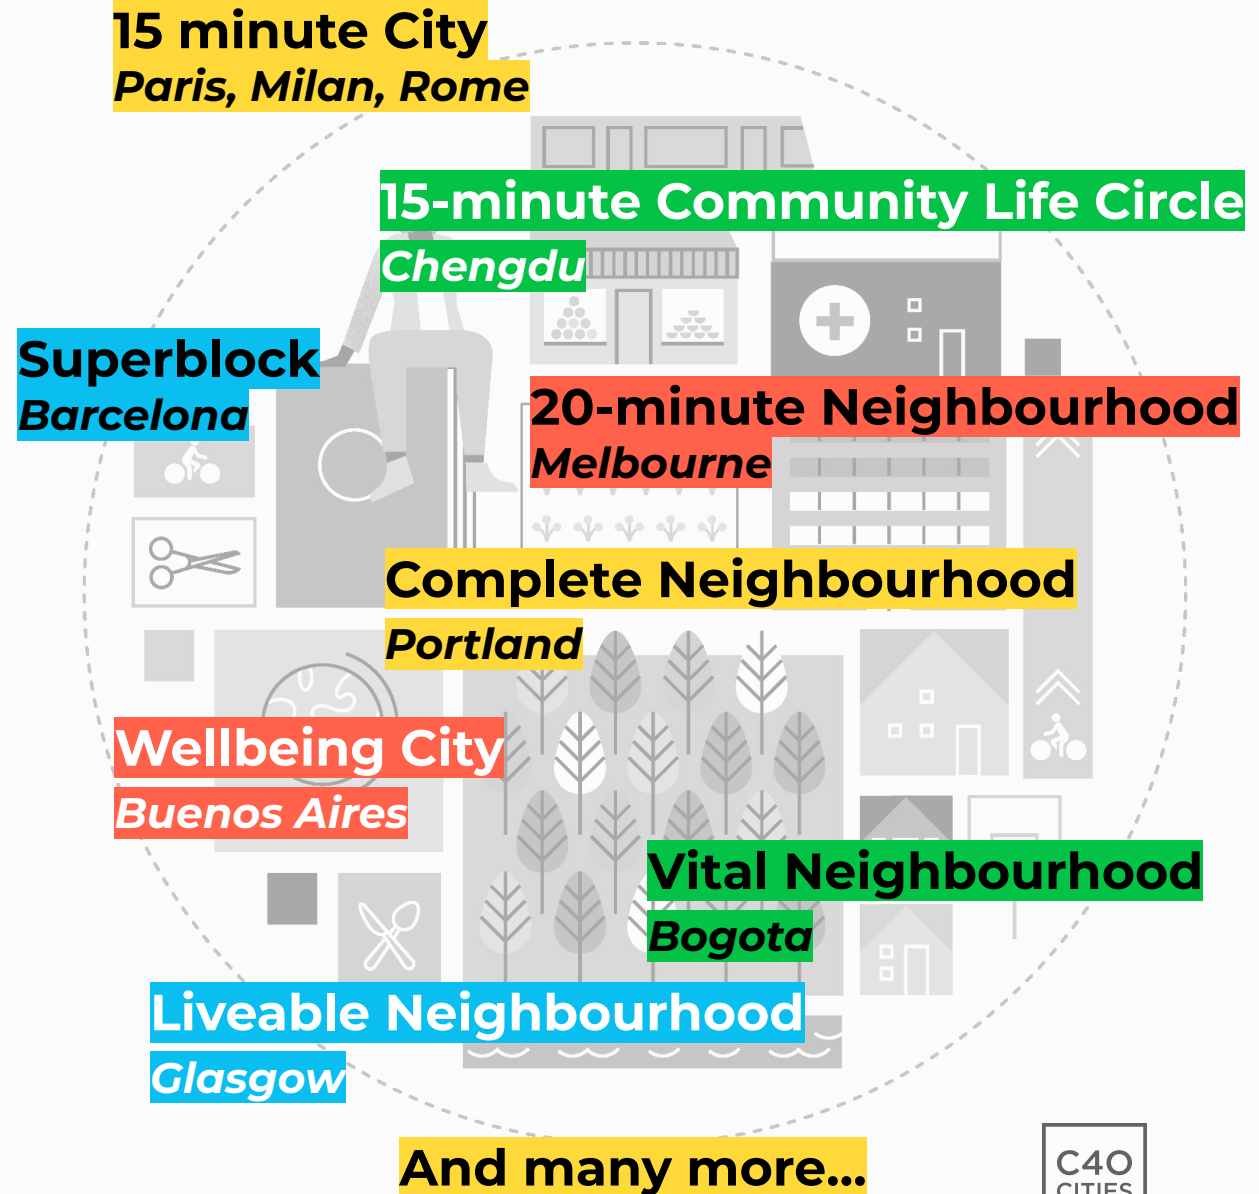 15 minute City
Paris, Milan, Rome
15-minute Community Life Circle
Chengdu
Superblock
Barcelona
20-minute Neighbourhood
Melbourne
Complete Neighbourhood
Portland
Wellbeing City
Buenos Aires
Vital Neighbourhood
Bogota
Liveable Neighbourhood
Glasgow
And many more...
C40
CITIES